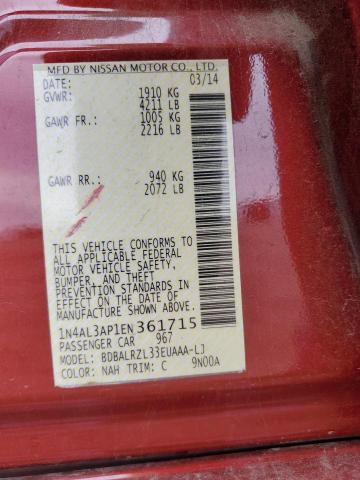 MFD BY NISSAN MOTOR CO., LTD.
DATE: 03/14
GVWR: 1910 KG
4211 LB
GAWR FR.: 1005 KG
2216 LB
GAWR RR.: 940 KG
2072 LB
THIS VEHICLE CONFORMS TO
ALL APPLICABLE FEDERAL
MOTOR VEHICLE SAFETY,
BUMPER, AND THEFT
PREVENTION STANDARDS IN
EFFECT ON THE DATE OF
MANUFACTURE SHOWN ABOVE.
1N4AL3AP1EN361715
PASSENGER CAR 967
MODEL: BDBALRZL33EUAAA-LJ
COLOR: NAH TRIM: C 9N00A